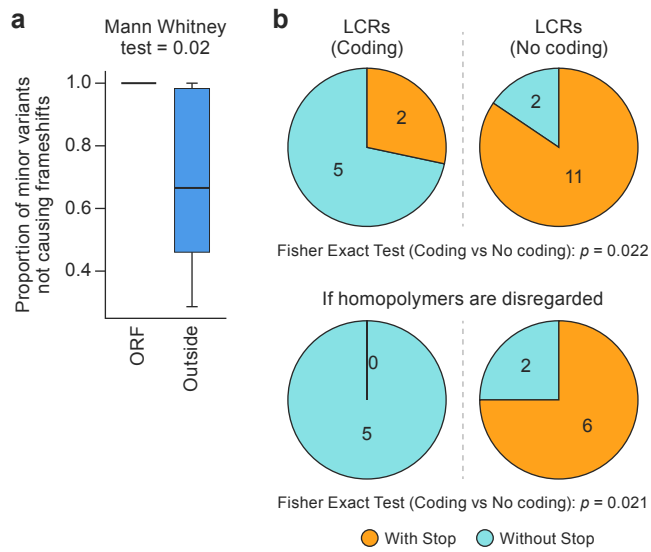 a
Mann Whitney
test = 0.02
Proportion of minor variants
not causing frameshifts
1.0
0.8
0.6
0.4
ORF
Outside
b
LCRs
(Coding)
LCRs
(No coding)
2
5
2
11
Fisher Exact Test (Coding vs No coding): p = 0.022
If homopolymers are disregarded
0
5
2
6
Fisher Exact Test (Coding vs No coding): p = 0.021
With Stop
Without Stop